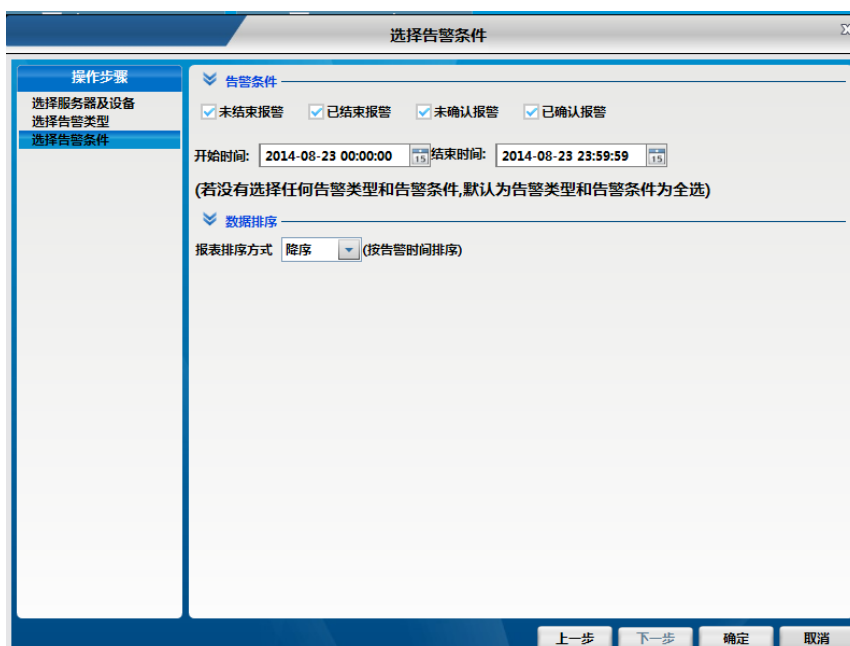 选择告警条件
操作步骤
选择服务器及设备
选择告警类型
选择告警条件
告警条件
未结束报警 已结束报警 未确认报警 已确认报警
开始时间: 2014-08-23 00:00:00 15 结束时间: 2014-08-23 23:59:59 15
(若没有选择任何告警类型和告警条件,默认为告警类型和告警条件为全选)
数据排序
报表排序方式 降序 (按告警时间排序)
上一步 下一步 确定 取消